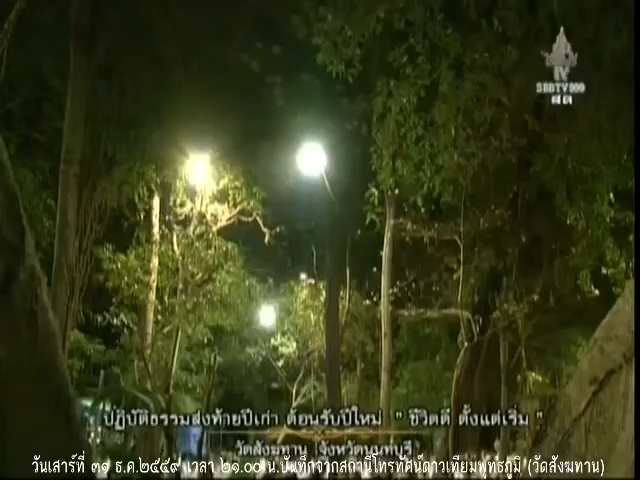 SBBTV999
สด
ปฏิบัติธรรมส่งท้ายปีเก่า ต้อนรับปีใหม่ " ชีวิตดี ตั้งแต่เริ่ม "
วัดสังฆทาน จังหวัดนนทบุรี
วันเสาร์ที่ ๓๑ ธ.ค.๒๕๕๙ เวลา ๒๑.๐๐ น.บันทึกจากสถานีโทรทัศน์ดาวเทียมพุทธภูมิ (วัดสังฆทาน)